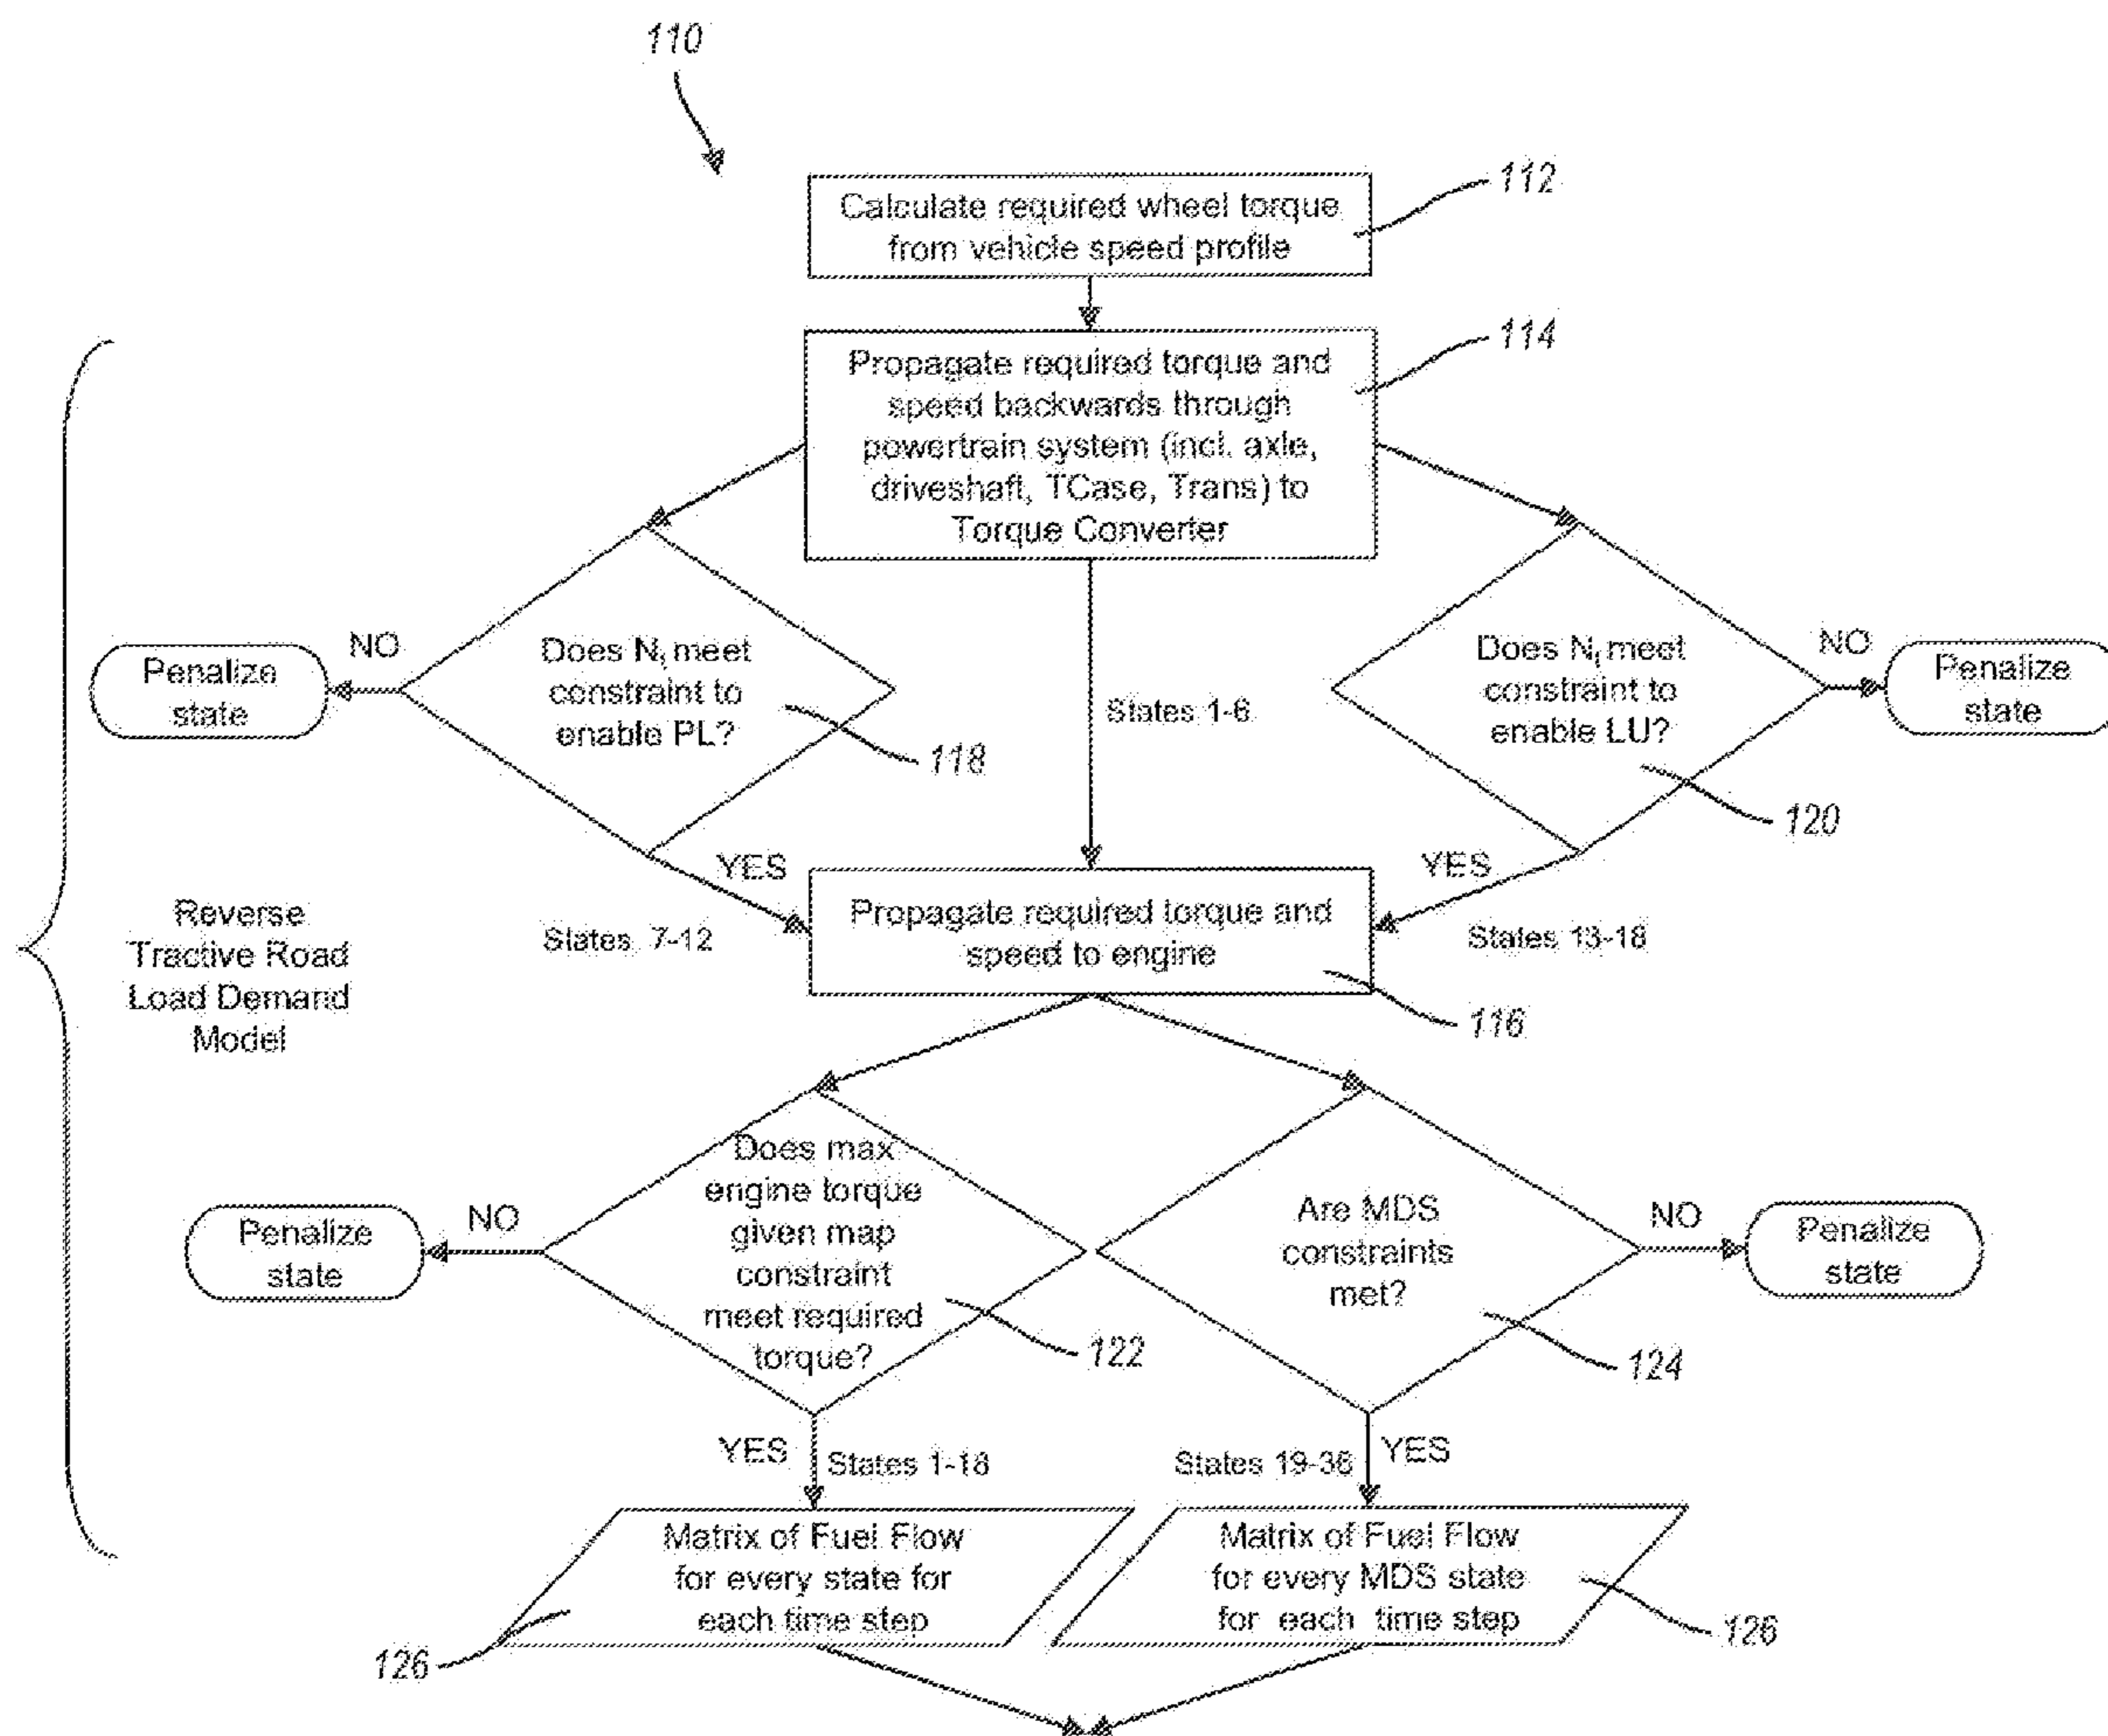 110
Calculate required wheel torque
from vehicle speed profile
112
Propagate required torque and
speed backwards through
powertrain system (incl. axle,
driveshaft, TCase, Trans) to
Torque Converter
114
Does Nt meet
constraint to
enable PL?
118
NO
Penalize
state
States 1-6
Does Nt meet
constraint to
enable LU?
120
NO
Penalize
state
YES
States 7-12
YES
States 13-18
Propagate required torque and
speed to engine
116
Reverse
Tractive Road
Load Demand
Model
Does max
engine torque
given map
constraint
meet required
torque?
122
NO
Penalize
state
Are MDS
constraints
met?
124
NO
Penalize
state
YES
States 1-18
States 19-36
YES
Matrix of Fuel Flow
for every state for
each time step
126
Matrix of Fuel Flow
for every MDS state
for each time step
126